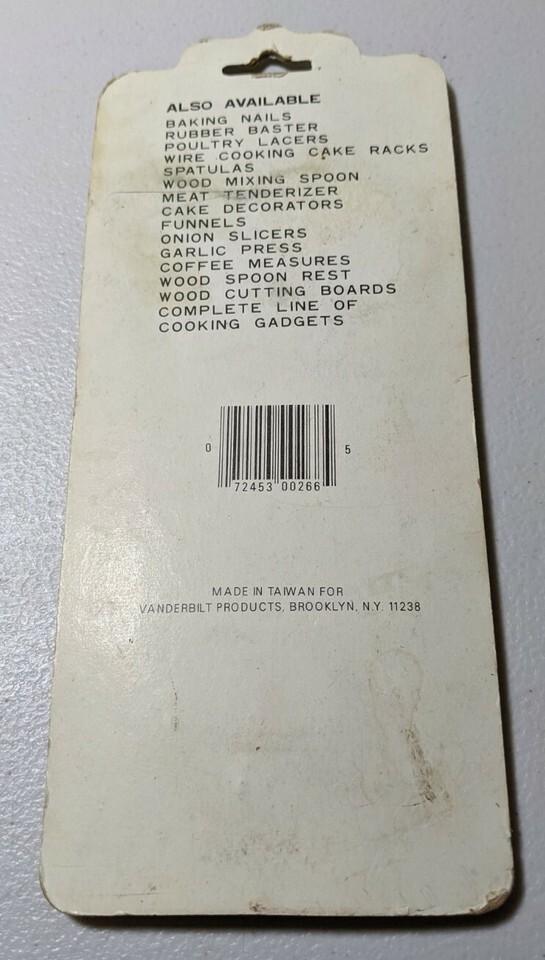 ALSO AVAILABLE
BAKING NAILS
RUBBER BASTER
POULTRY LACERS
WIRE COOKING CAKE RACKS
SPATULAS
WOOD MIXING SPOON
MEAT TENDERIZER
CAKE DECORATORS
FUNNELS
ONION SLICERS
GARLIC PRESS
COFFEE MEASURES
WOOD SPOON REST
WOOD CUTTING BOARDS
COMPLETE LINE OF
COOKING GADGETS
0 72453 00266 5
MADE IN TAIWAN FOR
VANDERBILT PRODUCTS, BROOKLYN, N.Y. 11238